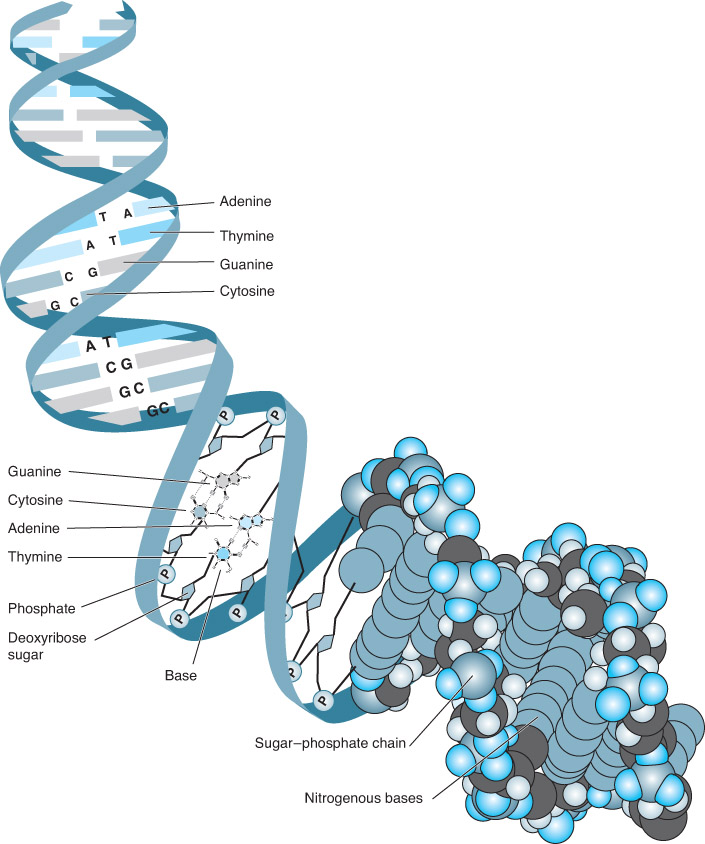 T A
Adenine
A T
Thymine
C G
Guanine
G C
Cytosine
A T
C G
G C
G C
P P
Guanine
Cytosine
Adenine
Thymine
P
Phosphate
P P P
Deoxyribose
sugar
Base
P
P
Sugar–phosphate chain
Nitrogenous bases